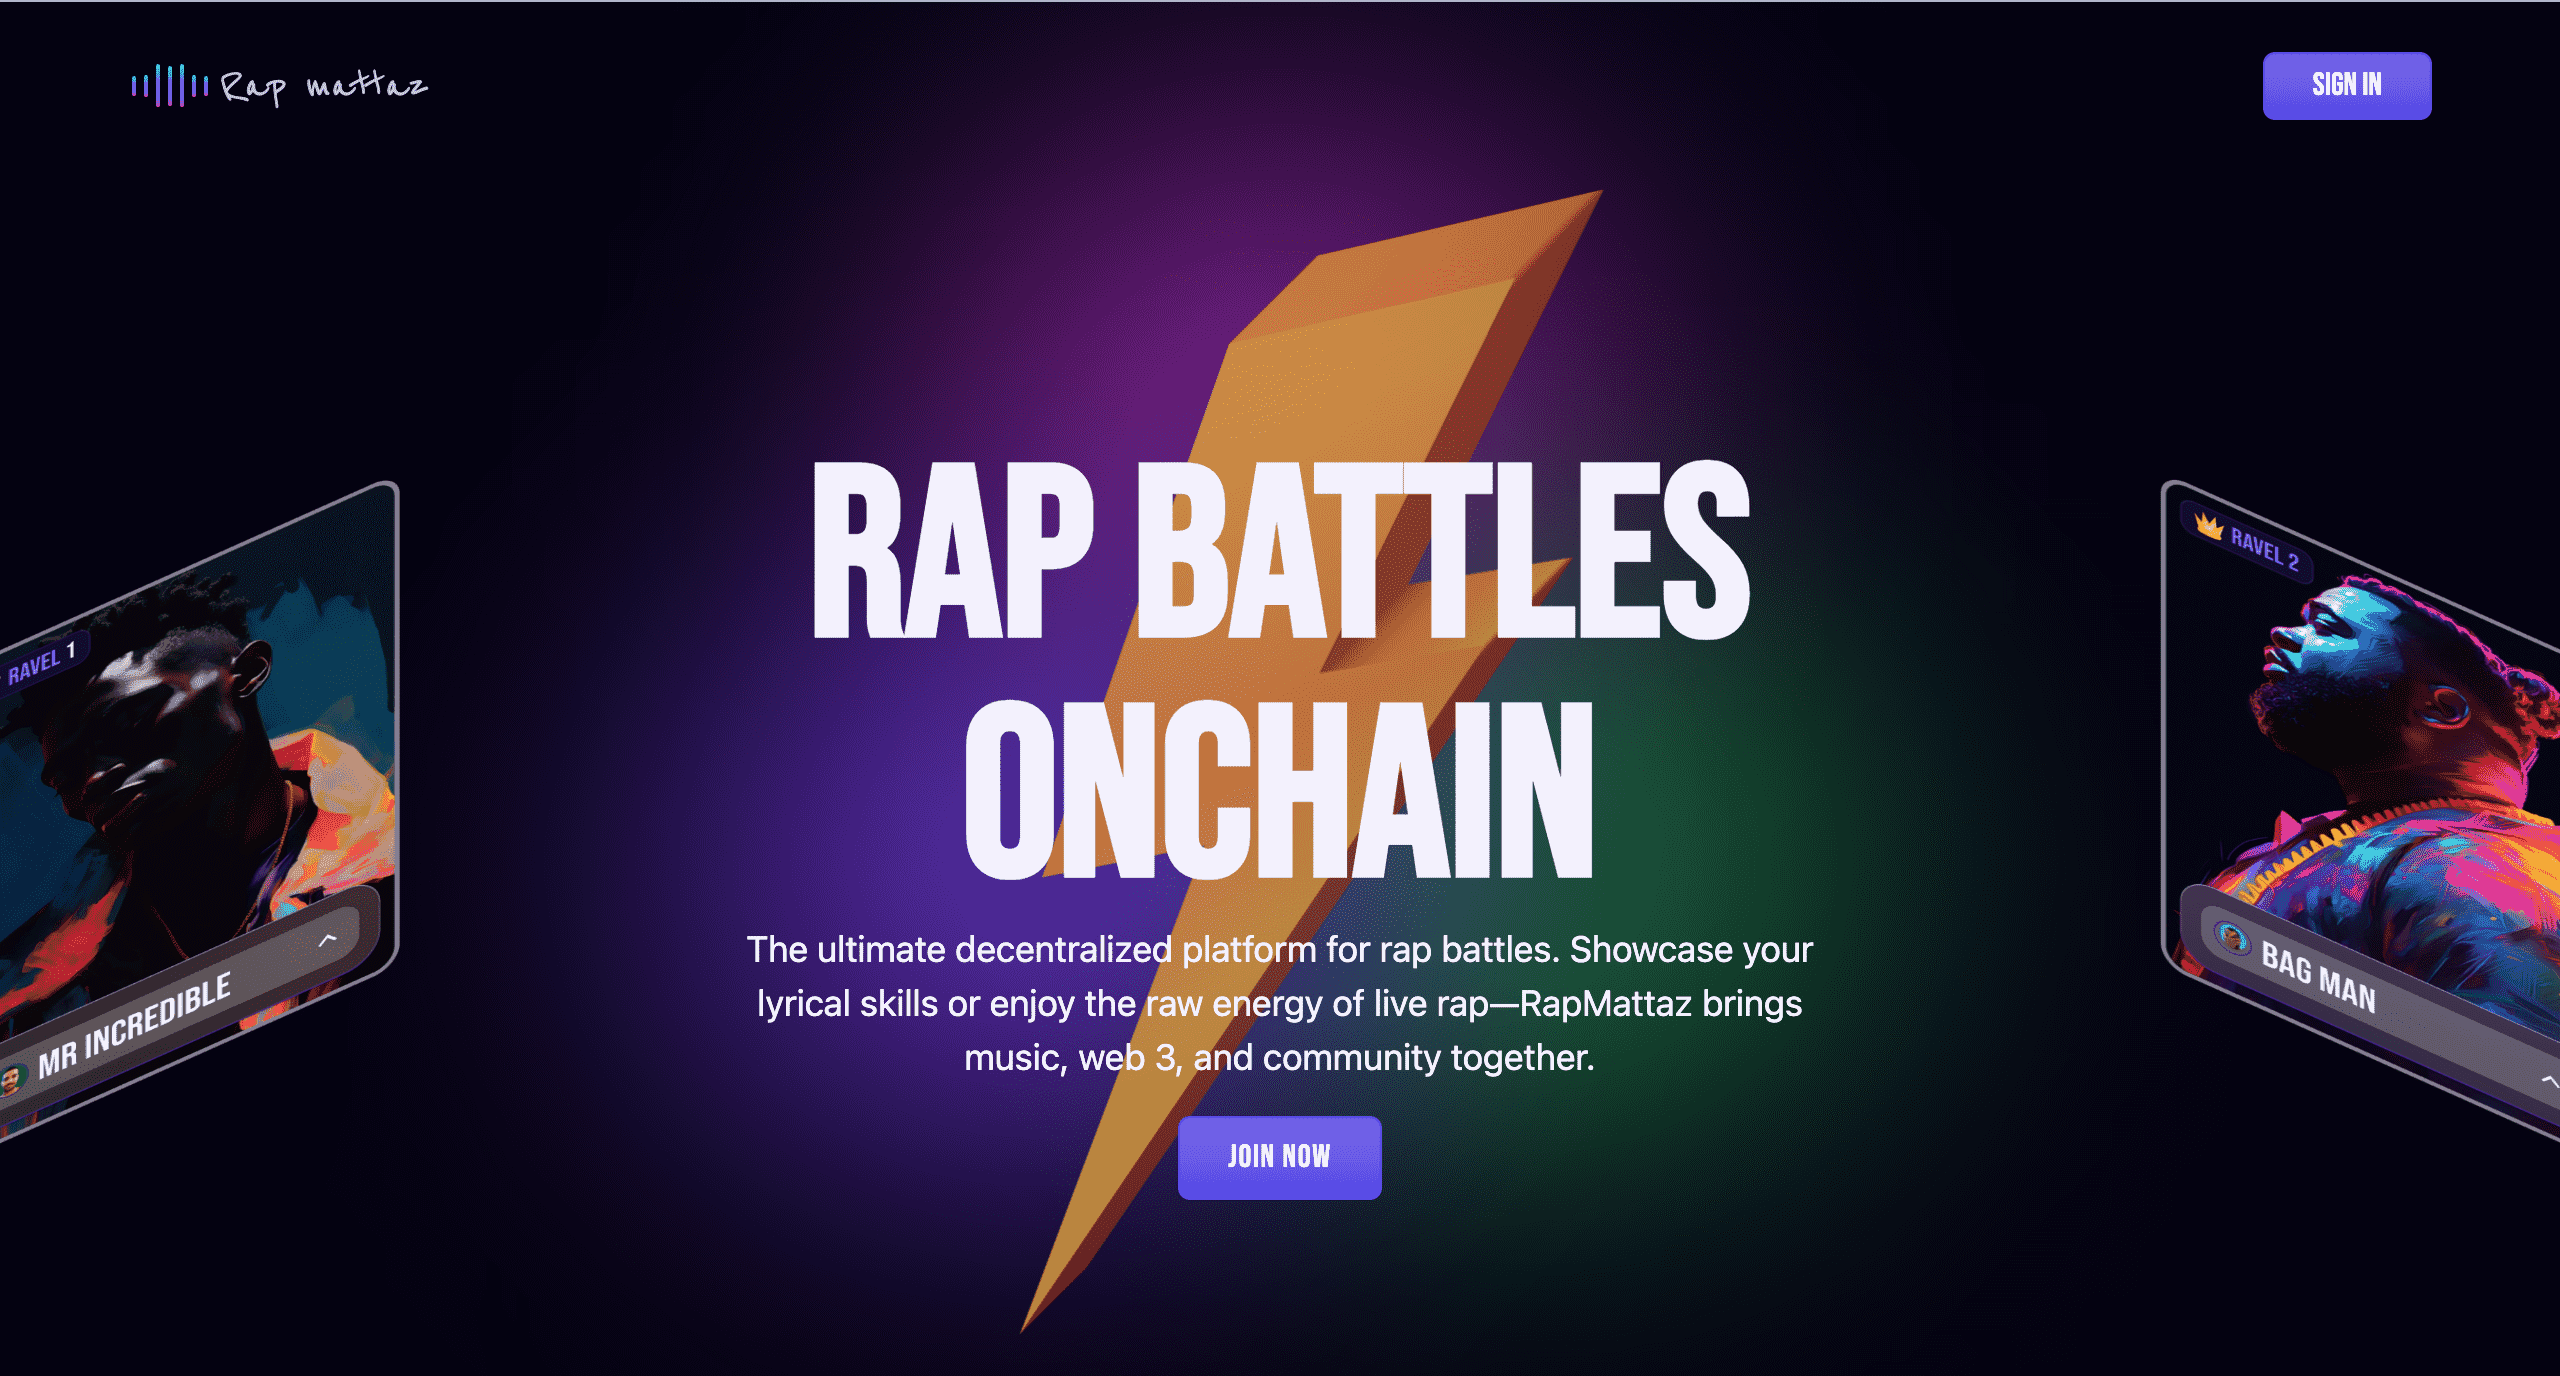 Rap mattaz
SIGN IN
RAP BATTLES
ONCHAIN
RAVEL 1
MR INCREDIBLE
RAVEL 2
BAG MAN
The ultimate decentralized platform for rap battles. Showcase your
lyrical skills or enjoy the raw energy of live rap—RapMattaz brings
music, web 3, and community together.
JOIN NOW